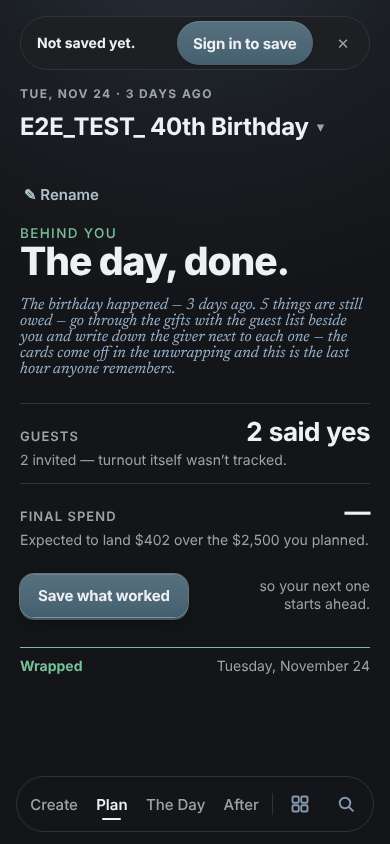 Not saved yet.
Sign in to save
×
TUE, NOV 24 · 3 DAYS AGO
E2E_TEST_ 40th Birthday ▾
✎ Rename
BEHIND YOU
The day, done.
The birthday happened — 3 days ago. 5 things are still
owed — go through the gifts with the guest list beside
you and write down the giver next to each one — the
cards come off in the unwrapping and this is the last
hour anyone remembers.
GUESTS
2 said yes
2 invited — turnout itself wasn't tracked.
FINAL SPEND
—
Expected to land $402 over the $2,500 you planned.
Save what worked
so your next one
starts ahead.
Wrapped
Tuesday, November 24
Create
Plan
The Day
After